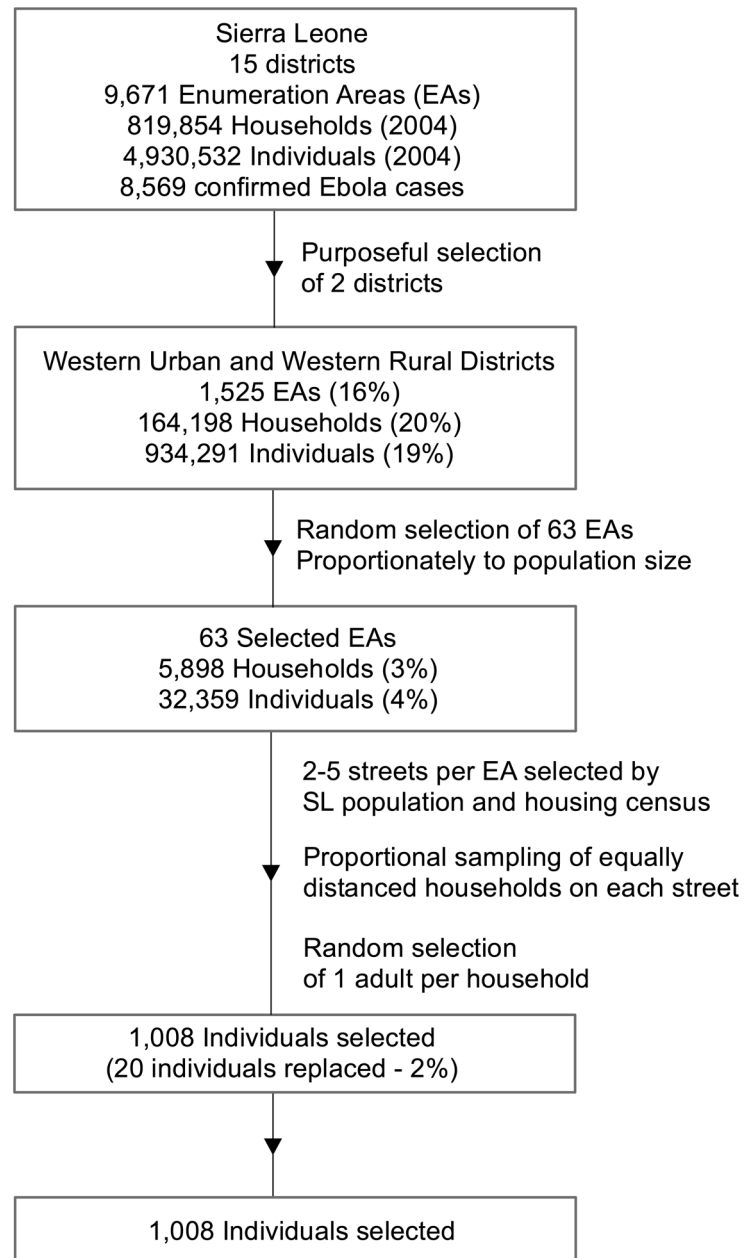 Sierra Leone
15 districts
9,671 Enumeration Areas (EAs)
819,854 Households (2004)
4,930,532 Individuals (2004)
8,569 confirmed Ebola cases
Purposeful selection
of 2 districts
Western Urban and Western Rural Districts
1,525 EAs (16%)
164,198 Households (20%)
934,291 Individuals (19%)
Random selection of 63 EAs
Proportionately to population size
63 Selected EAs
5,898 Households (3%)
32,359 Individuals (4%)
2-5 streets per EA selected by
SL population and housing census
Proportional sampling of equally
distanced households on each street
Random selection
of 1 adult per household
1,008 Individuals selected
(20 individuals replaced - 2%)
1,008 Individuals selected